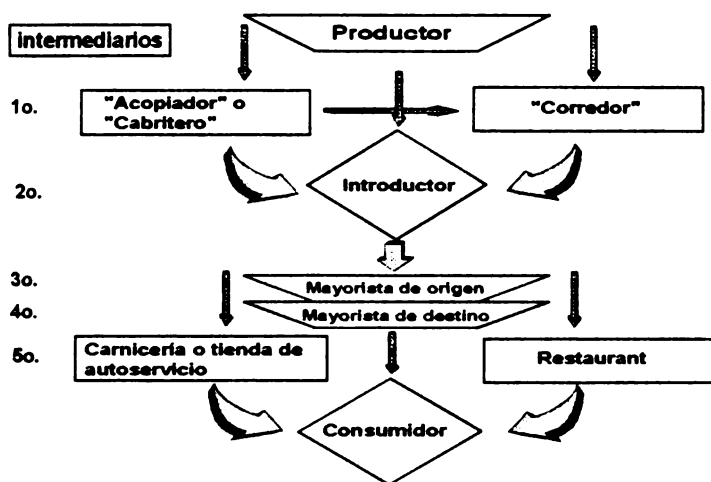 Productor
intermediarios
1o.
"Acopiador" o
"Cabritero"
"Corredor"
2o.
Introductor
3o.
Mayorista de origen
4o.
Mayorista de destino
5o.
Carnicería o tienda de
autoservicio
Restaurant
Consumidor